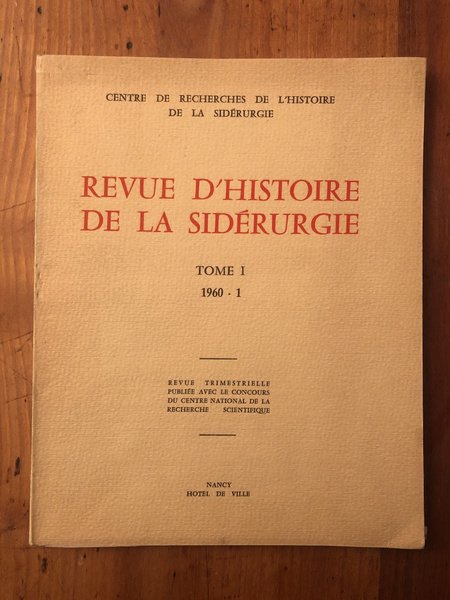 CENTRE DE RECHERCHES DE L'HISTOIRE
DE LA SIDÉRURGIE
REVUE D'HISTOIRE
DE LA SIDÉRURGIE
TOME I
1960 - 1
REVUE TRIMESTRIELLE
PUBLIÉE AVEC LE CONCOURS
DU CENTRE NATIONAL DE LA
RECHERCHE SCIENTIFIQUE
NANCY
HOTEL DE VILLE